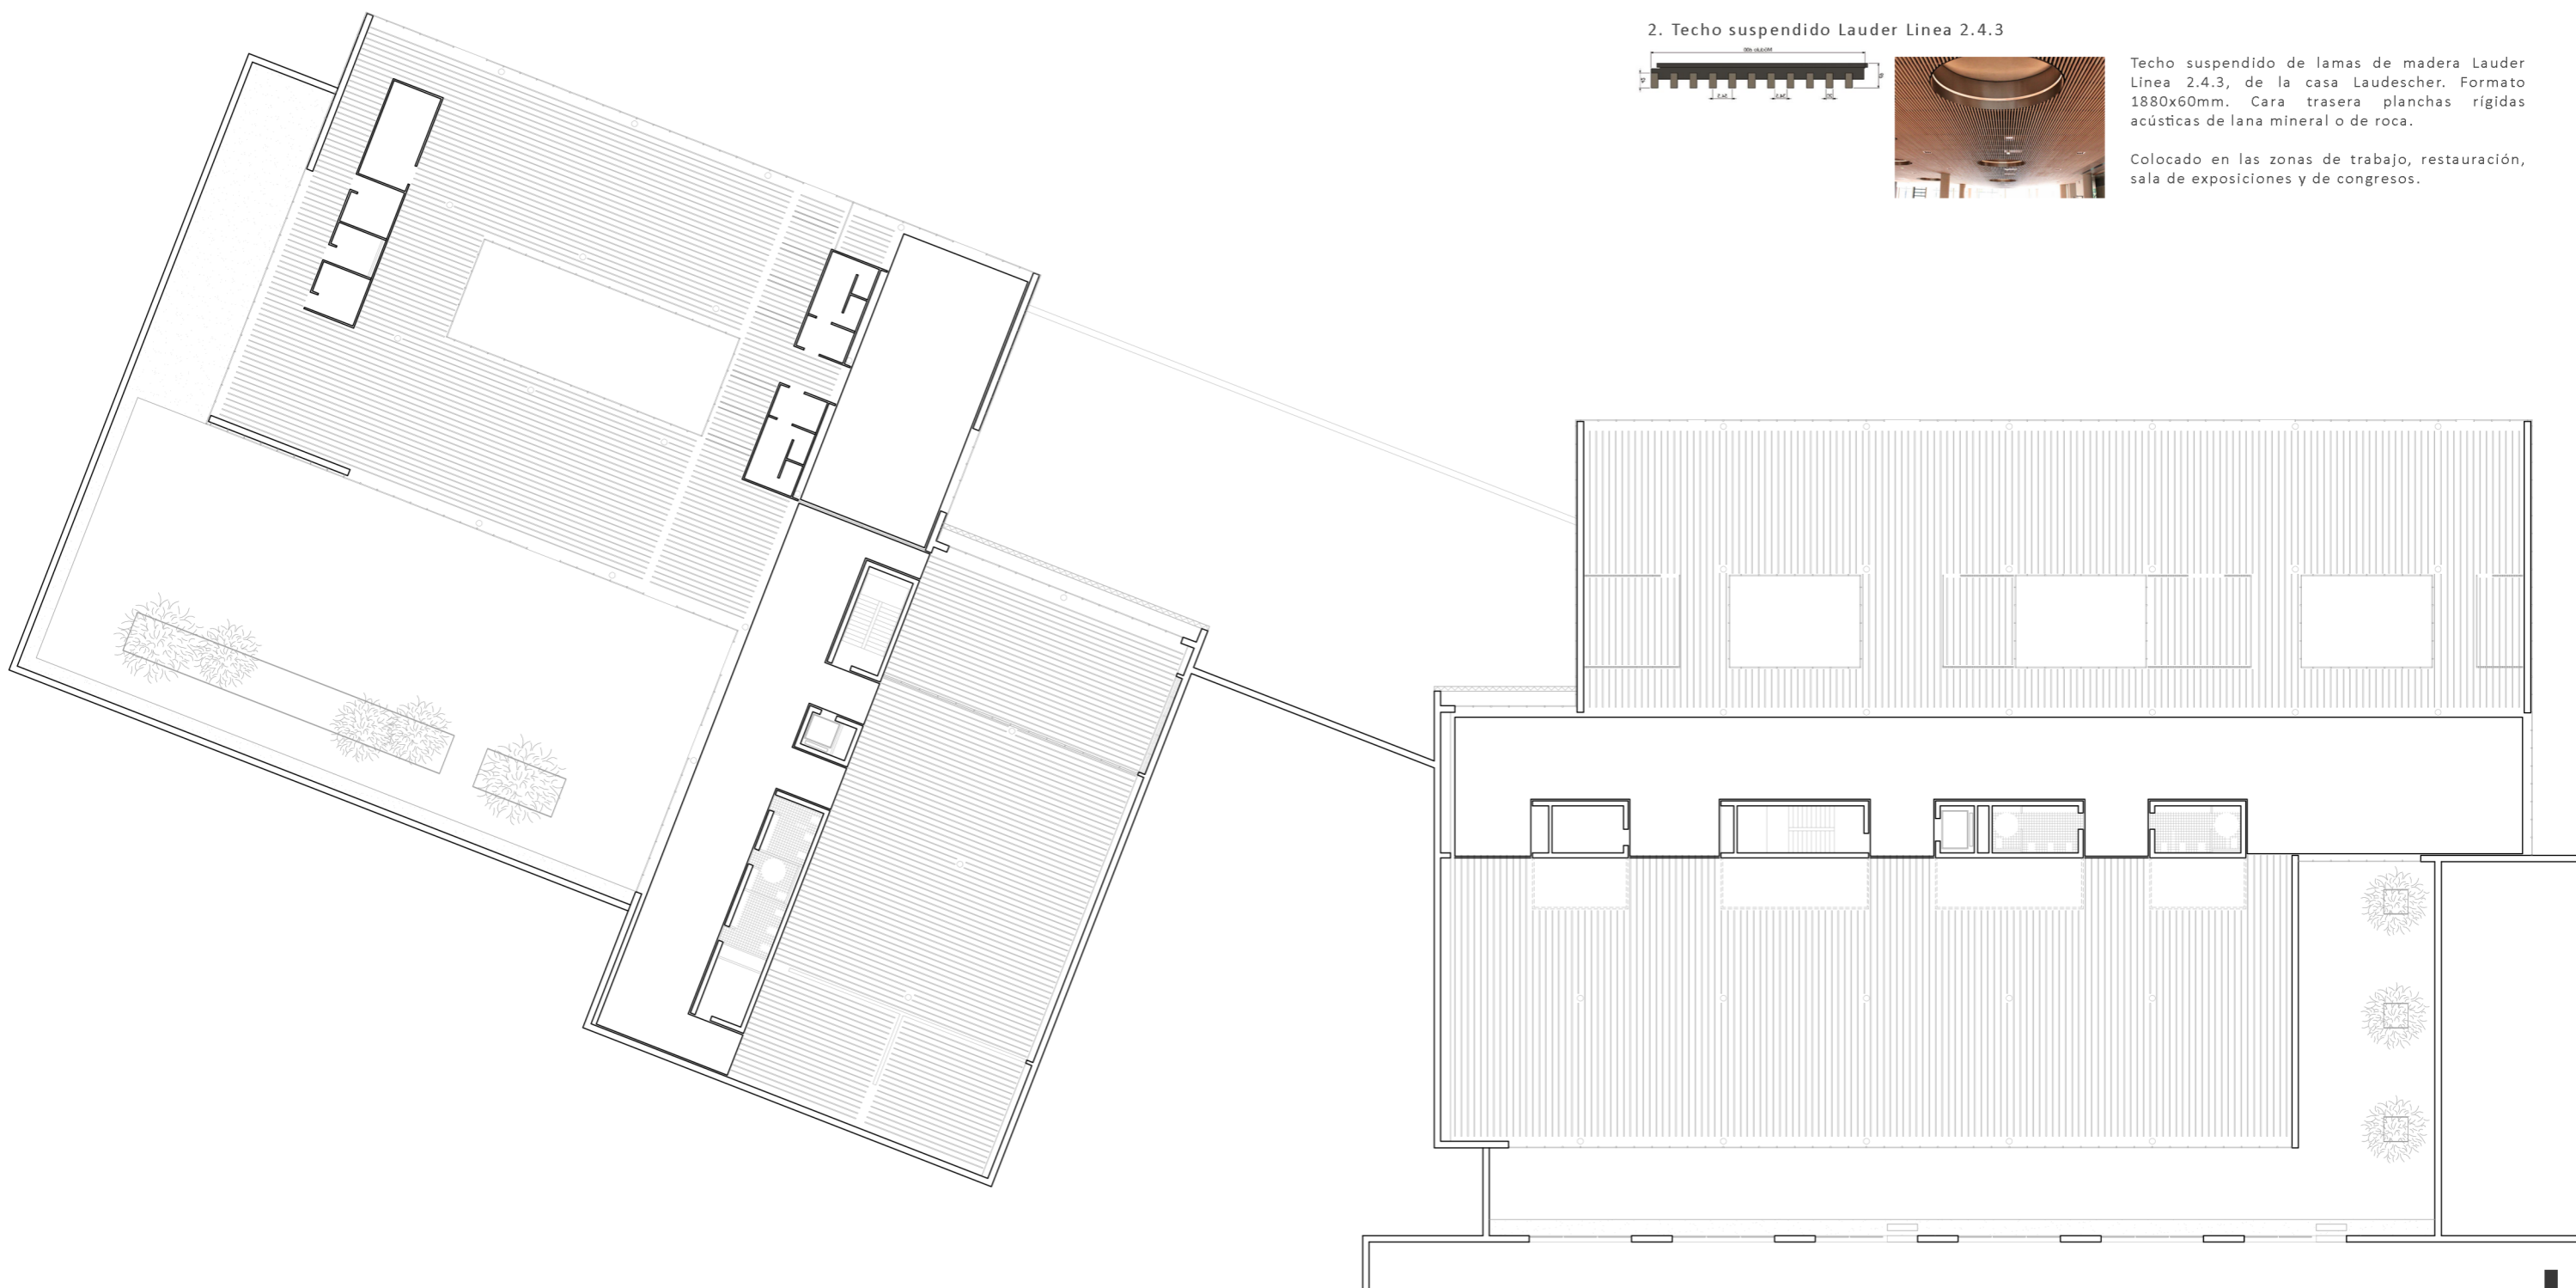 2. Techo suspendido Lauder Linea 2.4.3
Techo suspendido de lamas de madera Lauder
Linea 2.4.3, de la casa Laudescher. Formato
1880x60mm. Cara trasera planchas rígidas
acústicas de lana mineral o de roca.
Colocado en las zonas de trabajo, restauración,
sala de exposiciones y de congresos.